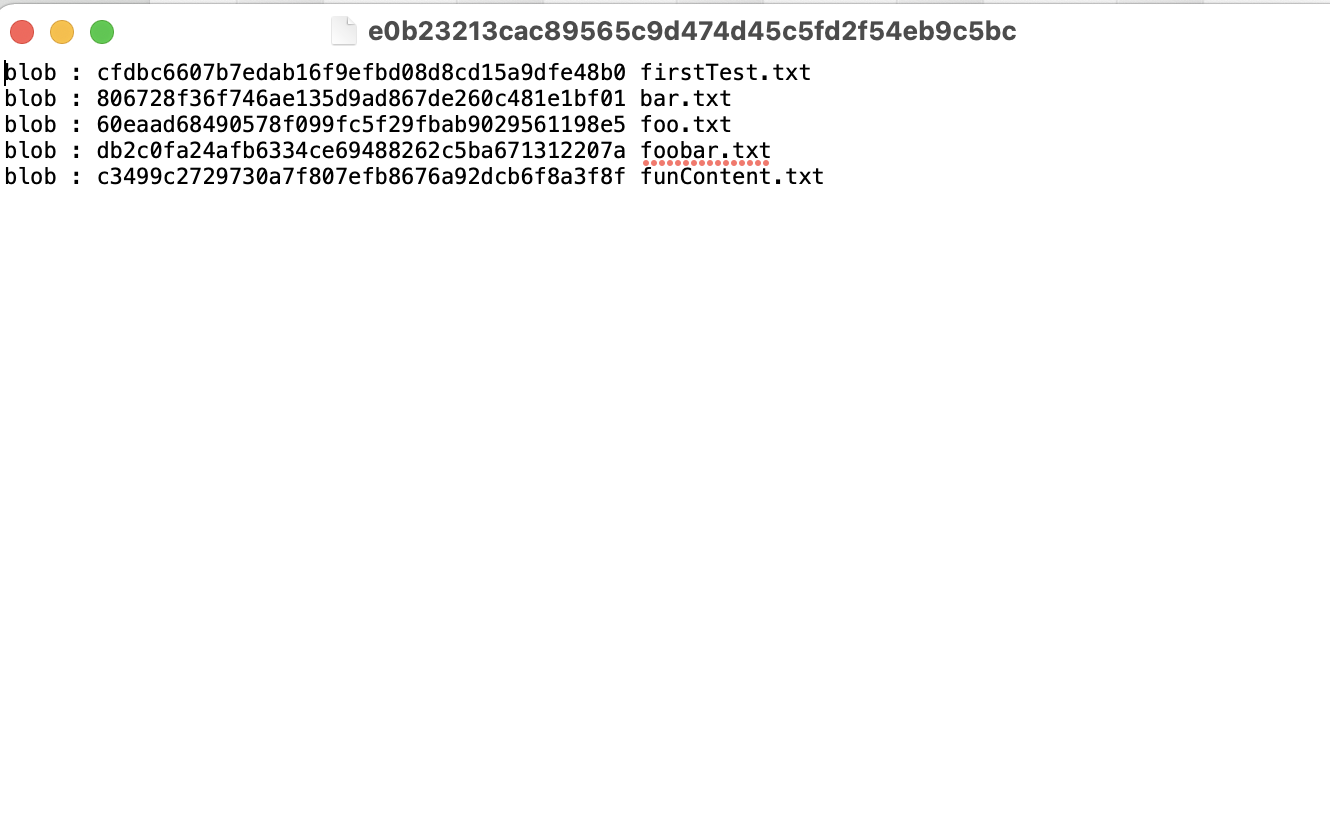 e0b23213cac89565c9d474d45c5fd2f54eb9c5bc
blob : cfdbc6607b7edab16f9efbd08d8cd15a9dfe48b0 firstTest.txt
blob : 806728f36f746ae135d9ad867de260c481e1bf01 bar.txt
blob : 60eaad68490578f099fc5f29fbab9029561198e5 foo.txt
blob : db2c0fa24afb6334ce69488262c5ba671312207a foobar.txt
blob : c3499c2729730a7f807efb8676a92dcb6f8a3f8f funContent.txt